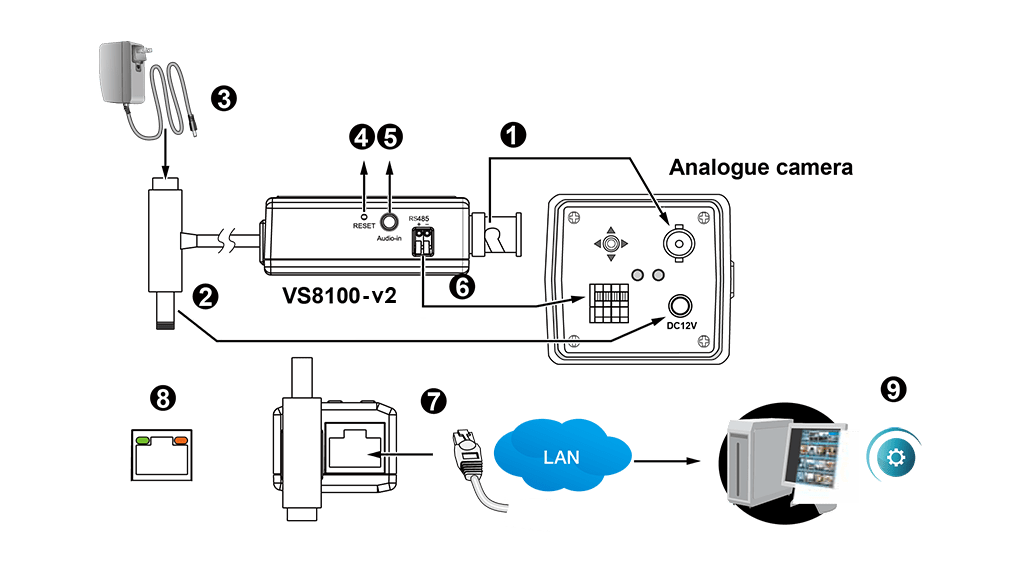 3
4 5
1
Analogue camera
RS485
+ -
RESET
Audio-in
2
VS8100-v2
6
DC12V
8
7
9
LAN